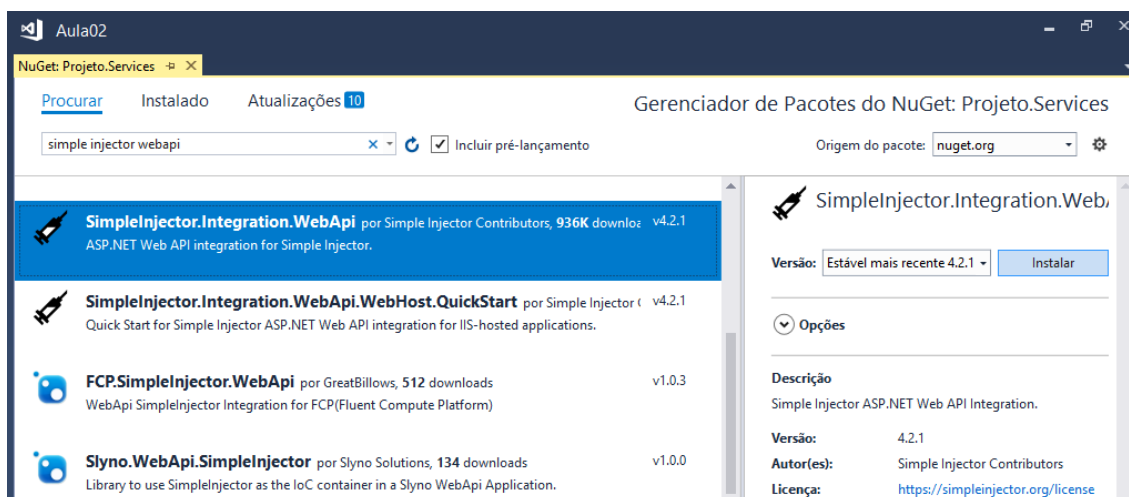 Aula02
NuGet: Projeto.Services
Procurar Instalado Atualizações 10
Gerenciador de Pacotes do NuGet: Projeto.Services
simple injector webapi
Incluir pré-lançamento
Origem do pacote: nuget.org
SimpleInjector.Integration.WebApi por Simple Injector Contributors, 936K downloa v4.2.1
ASP.NET Web API integration for Simple Injector.
SimpleInjector.Integration.WebApi.WebHost.QuickStart por Simple Injector ( v4.2.1
Quick Start for Simple Injector ASP.NET Web API integration for IIS-hosted applications.
FCP.SimpleInjector.WebApi por GreatBillows, 512 downloads v1.0.3
WebApi SimpleInjector Integration for FCP(Fluent Compute Platform)
Slyno.WebApi.SimpleInjector por Slyno Solutions, 134 downloads v1.0.0
Library to use SimpleInjector as the IoC container in a Slyno WebApi Application.
SimpleInjector.Integration.Web
Versão: Estável mais recente 4.2.1 Instalar
Opções
Descrição
Simple Injector ASP.NET Web API Integration.
Versão: 4.2.1
Autor(es): Simple Injector Contributors
Licença: https://simpleinjector.org/license